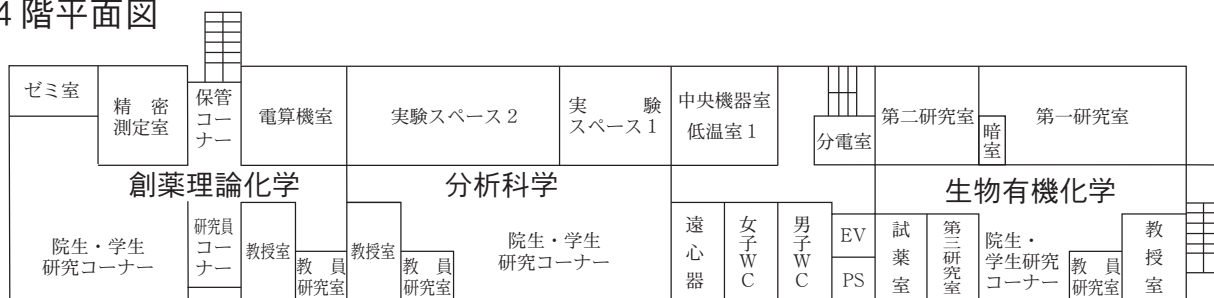 4階平面図
ゼミ室
精　密
測定室
保管
コー
ナー
電算機室
実験スペース2
実　　験
スペース1
中央機器室
低温室1
分電室
第二研究室
暗室
第一研究室
創薬理論化学
分析科学
生物有機化学
院生・学生
研究コーナー
研究員
コー
ナー
教授室
教　員
研究室
教授室
教　員
研究室
院生・学生
研究コーナー
遠心器
女子WC
男子WC
EV
PS
試薬室
第三研究室
院生・
学生研究
コーナー
教　員
研究室
教授室